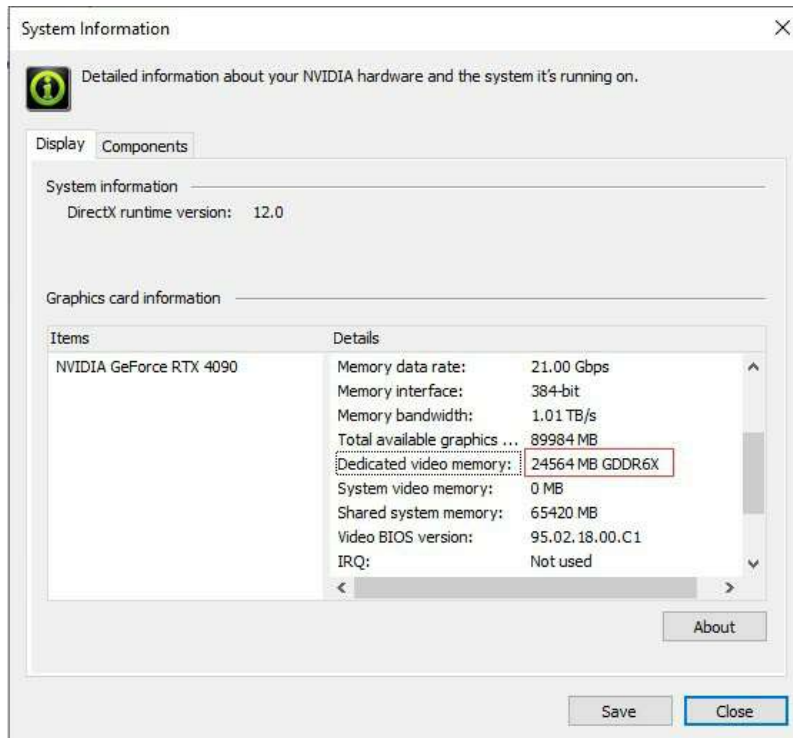 System Information
Detailed information about your NVIDIA hardware and the system it's running on.
Display Components
System information
DirectX runtime version: 12.0
Graphics card information
Items Details
NVIDIA GeForce RTX 4090 Memory data rate: 21.00 Gbps
Memory interface: 384-bit
Memory bandwidth: 1.01 TB/s
Total available graphics ... 89984 MB
Dedicated video memory: 24564 MB GDDR6X
System video memory: 0 MB
Shared system memory: 65420 MB
Video BIOS version: 95.02.18.00.C1
IRQ: Not used
About
Save Close